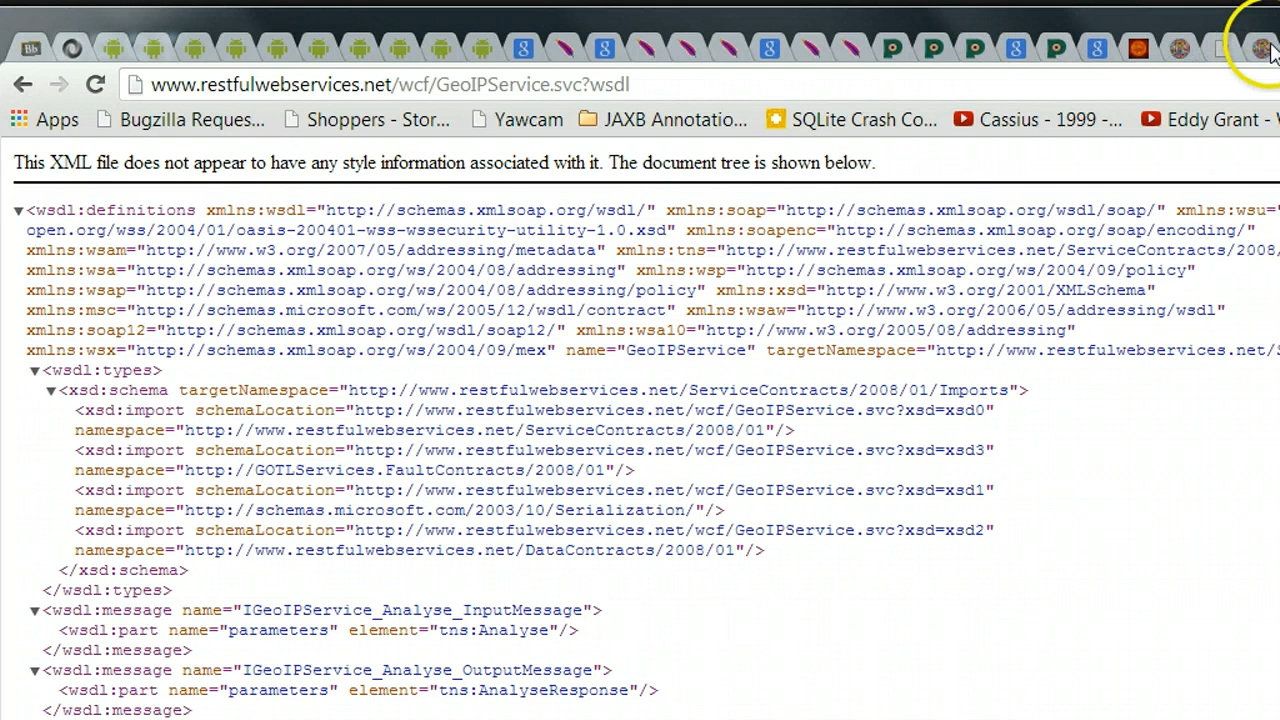 Bb
www.restfulwebservices.net/wcf/GeoIPService.svc?wsdl
Apps Bugzilla Reques... Shoppers - Stor... Yawcam JAXB Annotatio... SQLite Crash Co... Cassius - 1999 -... Eddy Grant -
This XML file does not appear to have any style information associated with it. The document tree is shown below.
▼<wsdl:definitions xmlns:wsdl="http://schemas.xmlsoap.org/wsdl/" xmlns:soap="http://schemas.xmlsoap.org/wsdl/soap/" xmlns:wsu="
open.org/wss/2004/01/oasis-200401-wss-wssecurity-utility-1.0.xsd" xmlns:soapenc="http://schemas.xmlsoap.org/soap/encoding/"
xmlns:wsam="http://www.w3.org/2007/05/addressing/metadata" xmlns:tns="http://www.restfulwebservices.net/ServiceContracts/2008/
xmlns:wsa="http://schemas.xmlsoap.org/ws/2004/08/addressing" xmlns:wsp="http://schemas.xmlsoap.org/ws/2004/09/policy"
xmlns:wsap="http://schemas.xmlsoap.org/ws/2004/08/addressing/policy" xmlns:xsd="http://www.w3.org/2001/XMLSchema"
xmlns:msc="http://schemas.microsoft.com/ws/2005/12/wsdl/contract" xmlns:wsaw="http://www.w3.org/2006/05/addressing/wsdl"
xmlns:soap12="http://schemas.xmlsoap.org/wsdl/soap12/" xmlns:wsa10="http://www.w3.org/2005/08/addressing"
xmlns:wsx="http://schemas.xmlsoap.org/ws/2004/09/mex" name="GeoIPService" targetNamespace="http://www.restfulwebservices.net/S
▼<wsdl:types>
▼<xsd:schema targetNamespace="http://www.restfulwebservices.net/ServiceContracts/2008/01/Imports">
<xsd:import schemaLocation="http://www.restfulwebservices.net/wcf/GeoIPService.svc?xsd=xsd0"
namespace="http://www.restfulwebservices.net/ServiceContracts/2008/01"/>
<xsd:import schemaLocation="http://www.restfulwebservices.net/wcf/GeoIPService.svc?xsd=xsd3"
namespace="http://GOTLServices.FaultContracts/2008/01"/>
<xsd:import schemaLocation="http://www.restfulwebservices.net/wcf/GeoIPService.svc?xsd=xsd1"
namespace="http://schemas.microsoft.com/2003/10/Serialization/"/>
<xsd:import schemaLocation="http://www.restfulwebservices.net/wcf/GeoIPService.svc?xsd=xsd2"
namespace="http://www.restfulwebservices.net/DataContracts/2008/01"/>
</xsd:schema>
</wsdl:types>
▼<wsdl:message name="IGeoIPService_Analyse_InputMessage">
<wsdl:part name="parameters" element="tns:Analyse"/>
</wsdl:message>
▼<wsdl:message name="IGeoIPService_Analyse_OutputMessage">
<wsdl:part name="parameters" element="tns:AnalyseResponse"/>
</wsdl:message>